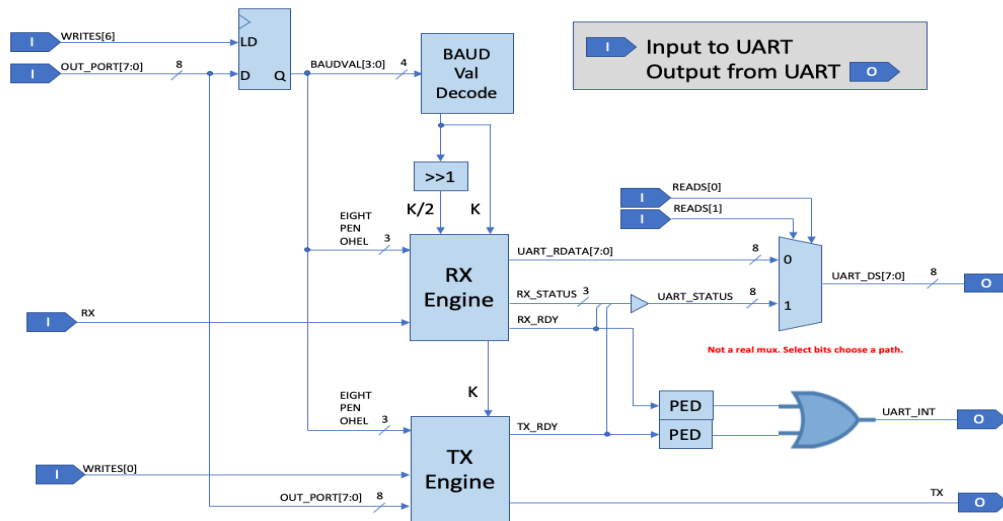 I
WRITES[6]
I
OUT_PORT[7:0]
8
LD
D
Q
BAUDVAL[3:0]
4
BAUD
Val
Decode
I
Input to UART
Output from UART
O
>>1
K/2
K
EIGHT
PEN
OHEL
3
RX
Engine
I
READS[0]
I
READS[1]
UART_RDATA[7:0]
8
0
RX_STATUS
3
UART_STATUS
8
1
UART_DS[7:0]
8
O
I
RX
RX_RDY
Not a real mux. Select bits choose a path.
K
EIGHT
PEN
OHEL
3
TX
Engine
TX_RDY
PED
PED
UART_INT
O
I
WRITES[0]
OUT_PORT[7:0]
8
TX
O